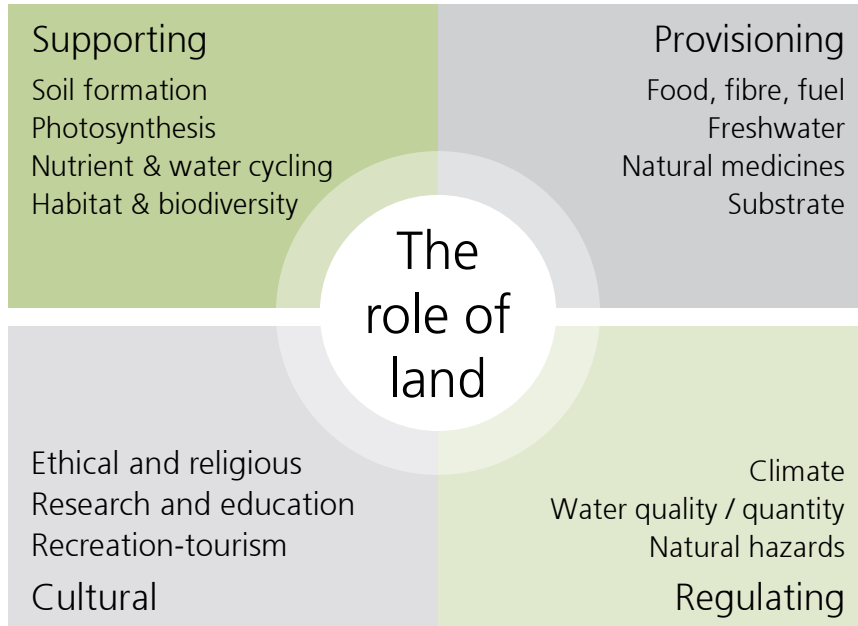 Supporting
Soil formation
Photosynthesis
Nutrient & water cycling
Habitat & biodiversity
Provisioning
Food, fibre, fuel
Freshwater
Natural medicines
Substrate
The
role of
land
Ethical and religious
Research and education
Recreation-tourism
Cultural
Climate
Water quality / quantity
Natural hazards
Regulating